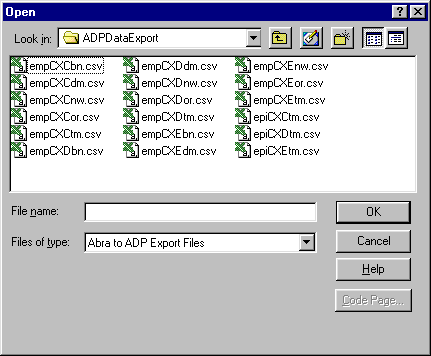 Open
Look in: ADPDataExport
empCXCbn.csv empCXDdm.csv empCXEnw.csv
empCXCdm.csv empCXDnw.csv empCXEor.csv
empCXCnw.csv empCXDor.csv empCXEtm.csv
empCXCor.csv empCXDtm.csv epiCXCtm.csv
empCXCtm.csv empCXEbn.csv epiCXDtm.csv
empCXDbn.csv empCXEdm.csv epiCXEtm.csv
File name: OK
Files of type: Abra to ADP Export Files Cancel
Help
Code Page...